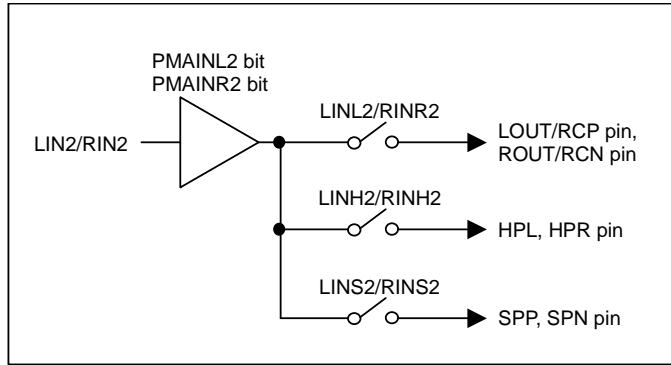 PMAINL2 bit
PMAINR2 bit
LIN2/RIN2
LINL2/RINR2
LOUT/RCP pin,
ROUT/RCN pin
LINH2/RINH2
HPL, HPR pin
LINS2/RINS2
SPP, SPN pin